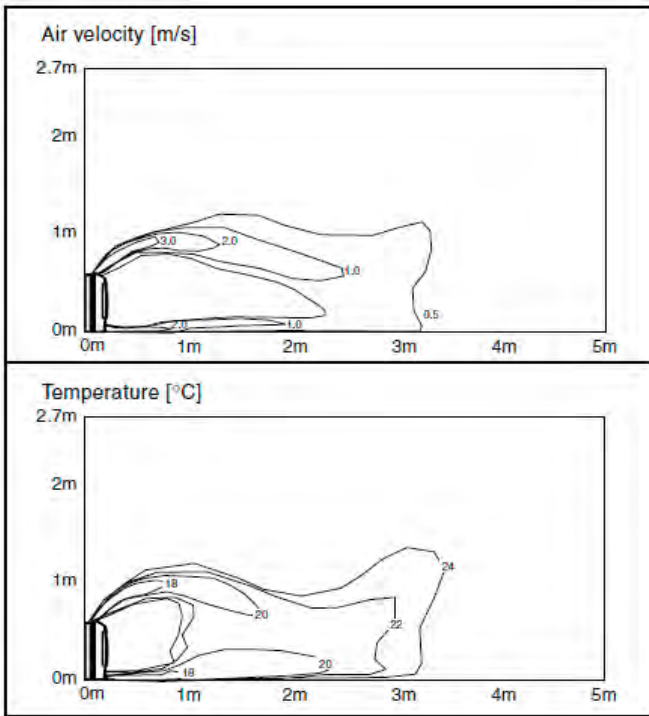 Air velocity [m/s]
2.7m
2m
1m
3.0
2.0
1.0
0.5
2.0
1.0
0m
0m 1m 2m 3m 4m 5m
Temperature [°C]
2.7m
2m
1m
24
18
20
22
20
18
0m
0m 1m 2m 3m 4m 5m